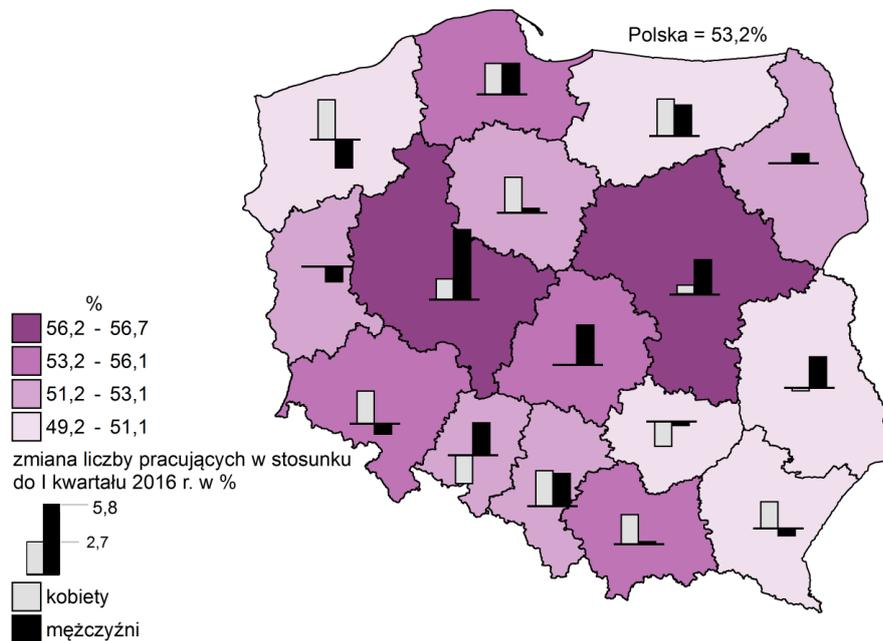 Polska = 53,2%
%
56,2 - 56,7
53,2 - 56,1
51,2 - 53,1
49,2 - 51,1
zmiana liczby pracujących w stosunku
do I kwartału 2016 r. w %
5,8
2,7
kobiety
mężczyźni